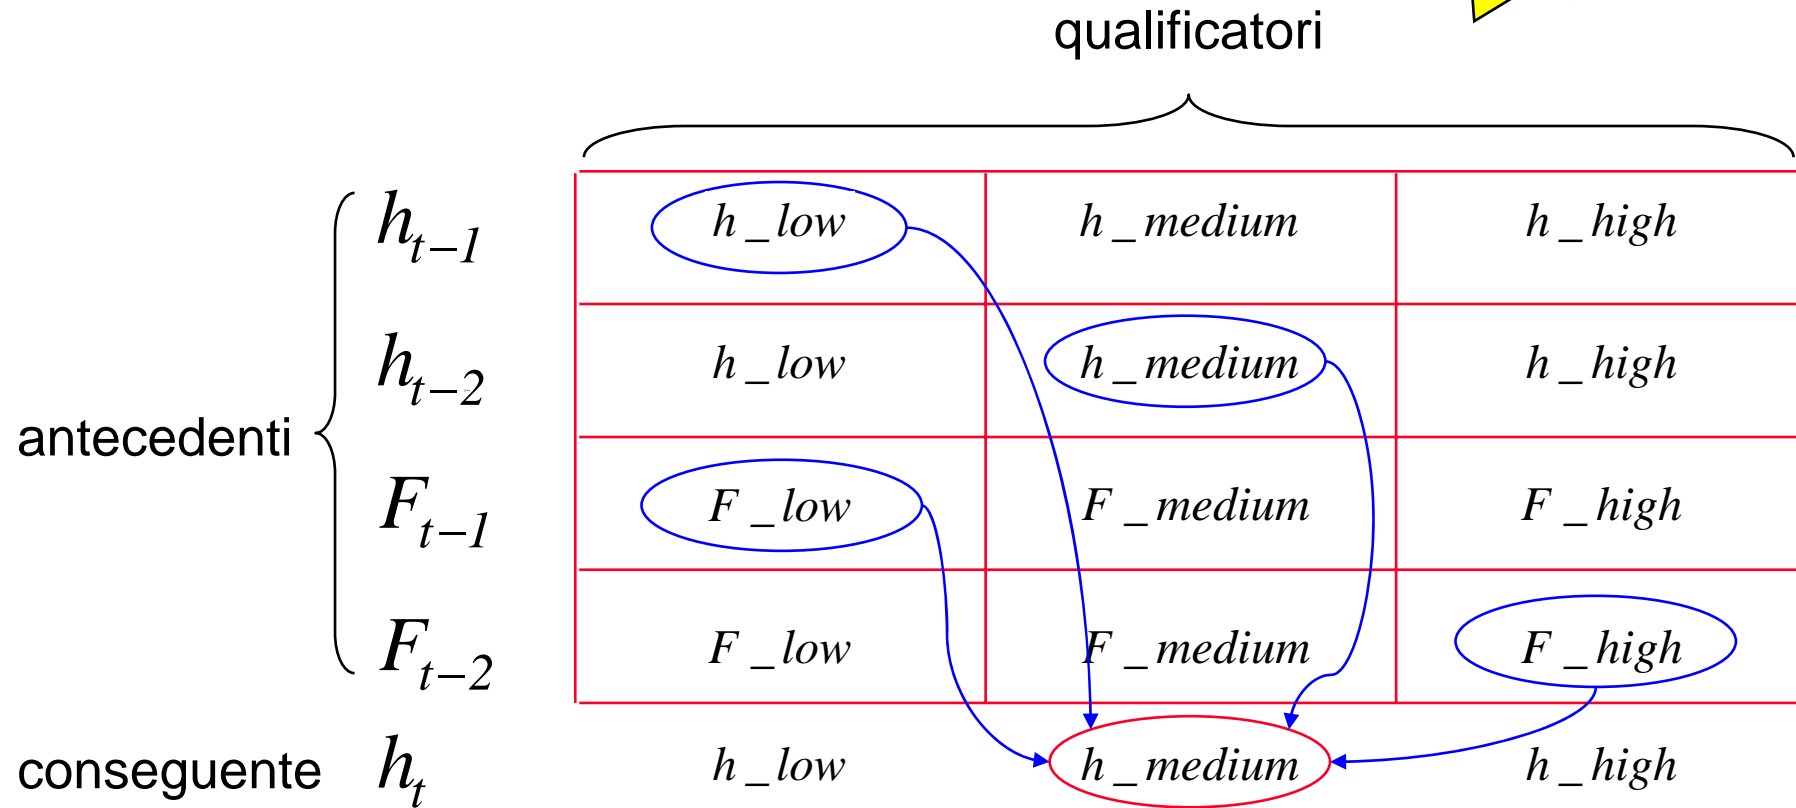 qualificatori
h_{t-1} h_low h_medium h_high
h_{t-2} h_low h_medium h_high
antecedenti
F_{t-1} F_low F_medium F_high
F_{t-2} F_low F_medium F_high
conseguente h_t h_low h_medium h_high